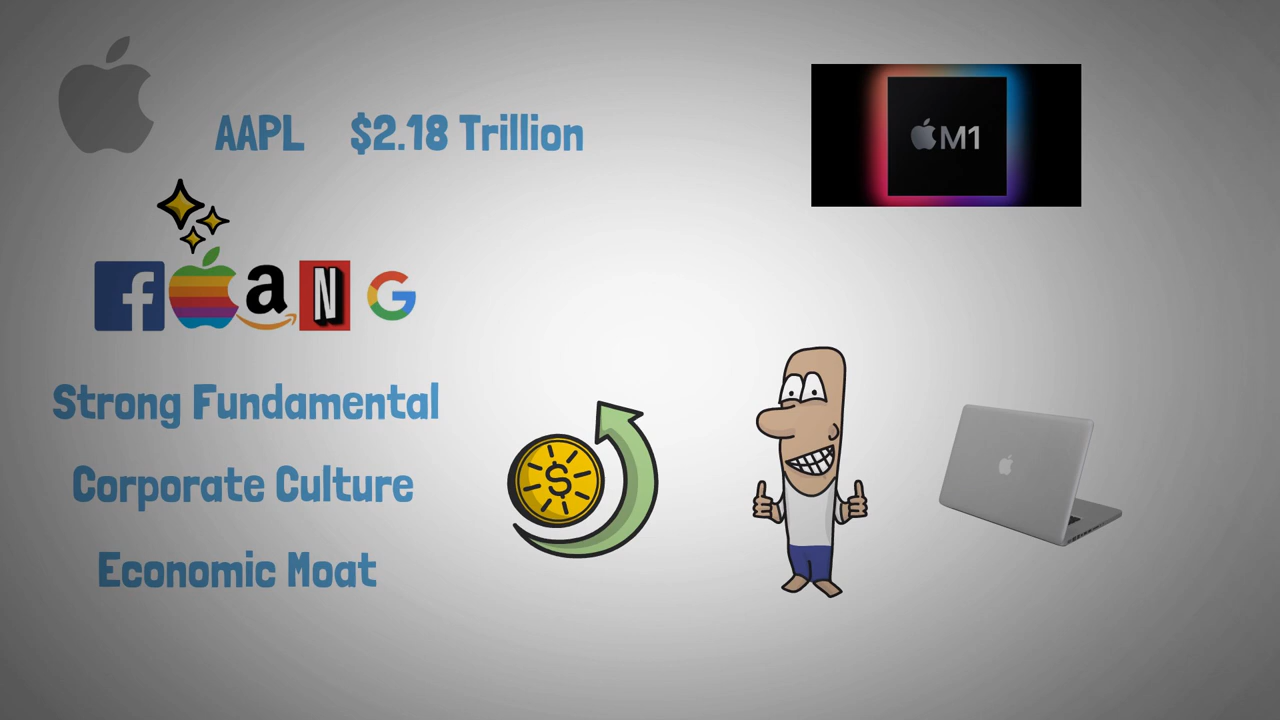 AAPL $2.18 Trillion
M1
f a N G
Strong Fundamental
Corporate Culture
Economic Moat